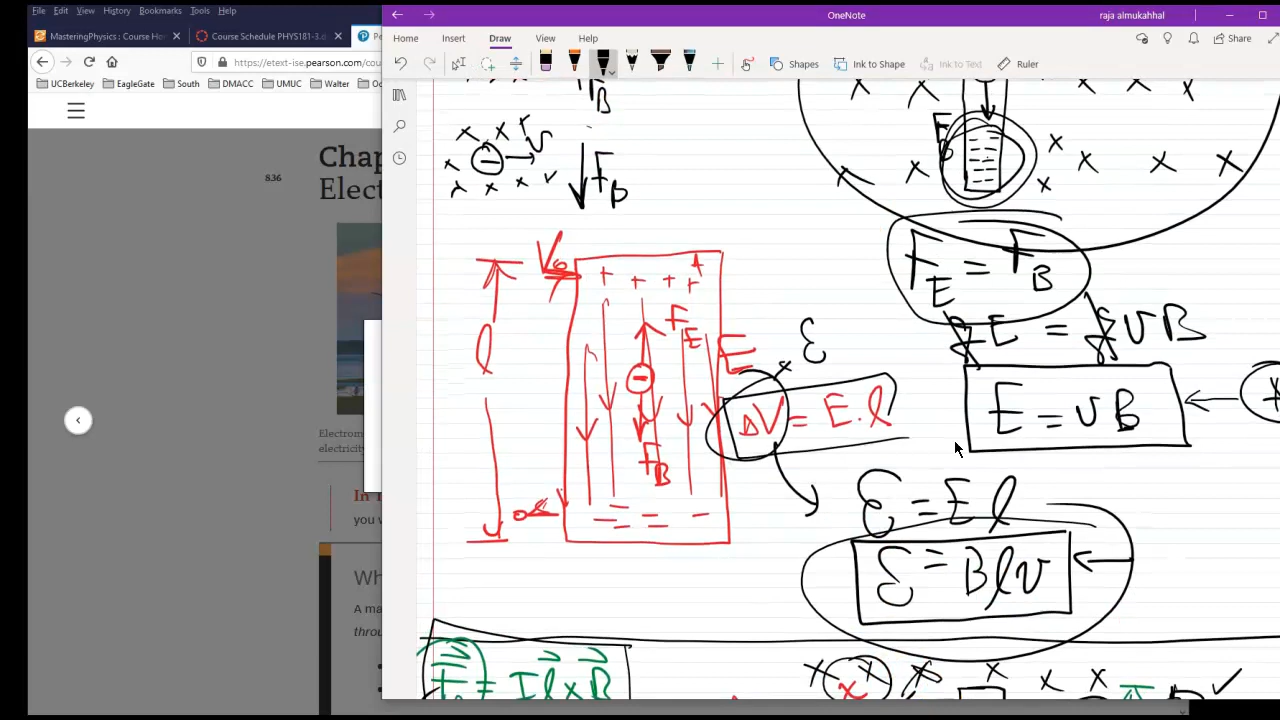 File Edit View History Bookmarks Tools Help
OneNote
raja almukahhal
MasteringPhysics : Course Ho
Course Schedule PHYS181-3.d
Home Insert Draw View Help
Share
https://etext-ise.pearson.com/cou
UCBerkeley EagleGate South DMACC UMUC Walter
Shapes Ink to Shape Ink to Text Ruler
Chap
836
Electr
B
F_B
x x x
x − → v
x x x
F_B
x x x x
F_B
x x x x x
V
+ + + +
F_E = F_B
l
F_E
E
ℰ
qE = qvB
−
ΔV = E.l
E = vB
F_B
ℰ = El
− − − −
ℰ = Blv
Electrom
electricity
In T
you w
Wh
A ma
throu
= Il x B
x x x x x